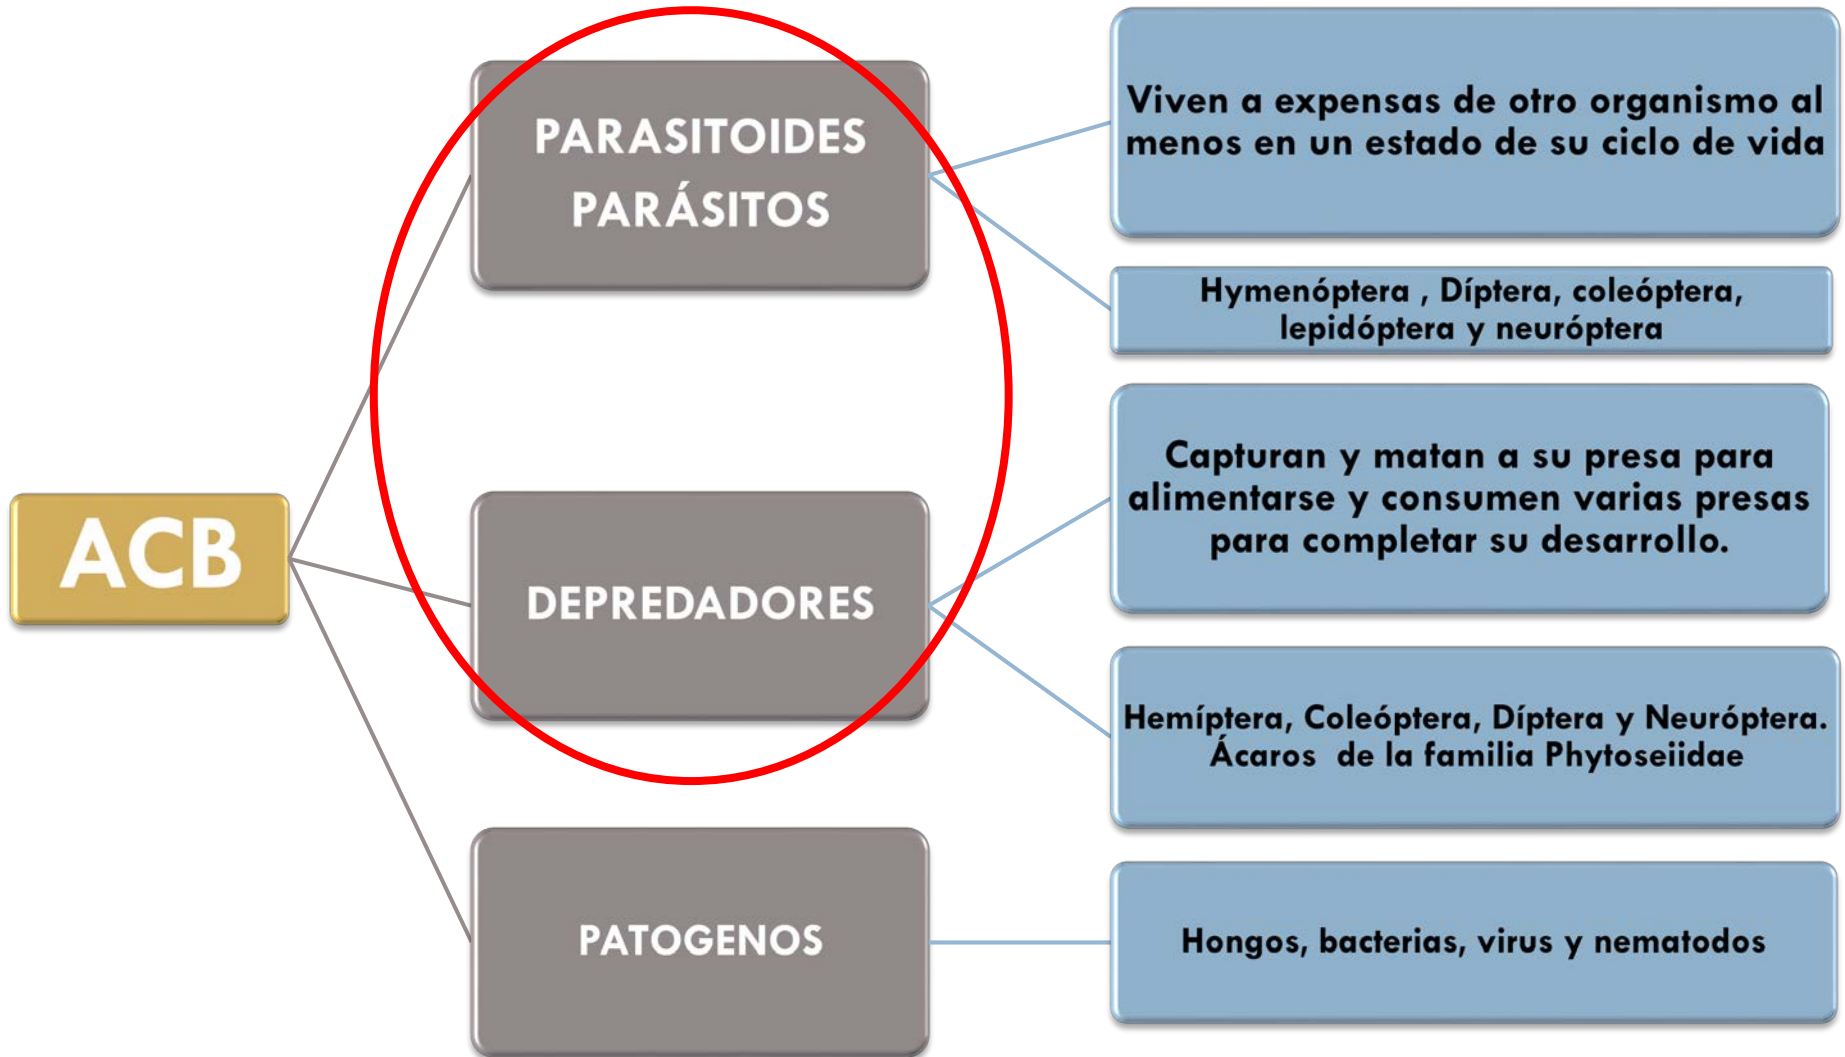 PARASITOIDES
PARÁSITOS
Viven a expensas de otro organismo al
menos en un estado de su ciclo de vida
Hymenóptera , Díptera, coleóptera,
lepidóptera y neuróptera
ACB
DEPREDADORES
Capturan y matan a su presa para
alimentarse y consumen varias presas
para completar su desarrollo.
Hemíptera, Coleóptera, Díptera y Neuróptera.
Ácaros de la familia Phytoseiidae
PATOGENOS
Hongos, bacterias, virus y nematodos